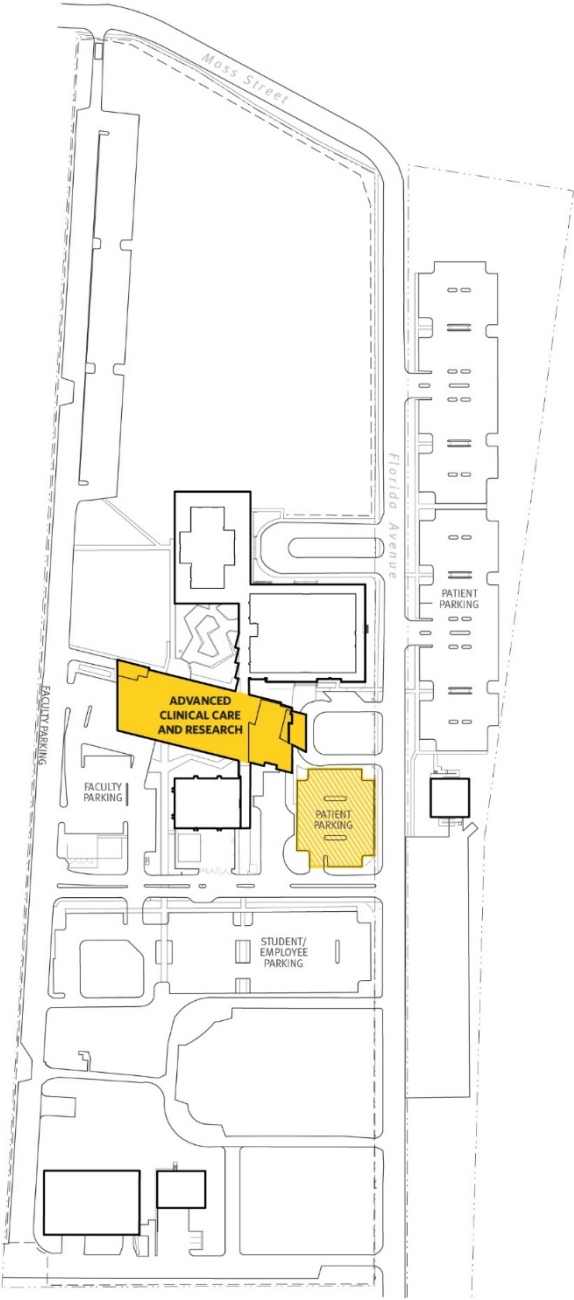 Moss Street
Florida Avenue
PATIENT
PARKING
ADVANCED
CLINICAL CARE
AND RESEARCH
FACULTY PARKING
FACULTY
PARKING
PATIENT
PARKING
STUDENT/
EMPLOYEE
PARKING